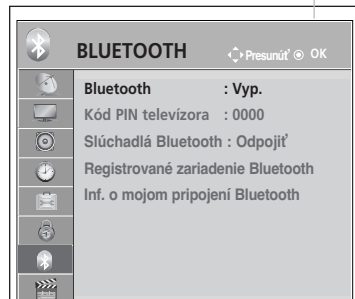 BLUETOOTH Presunúť OK
Bluetooth : Vyp.
Kód PIN televízora : 0000
Slúchadlá Bluetooth : Odpojiť
Registrované zariadenie Bluetooth
Inf. o mojom pripojení Bluetooth